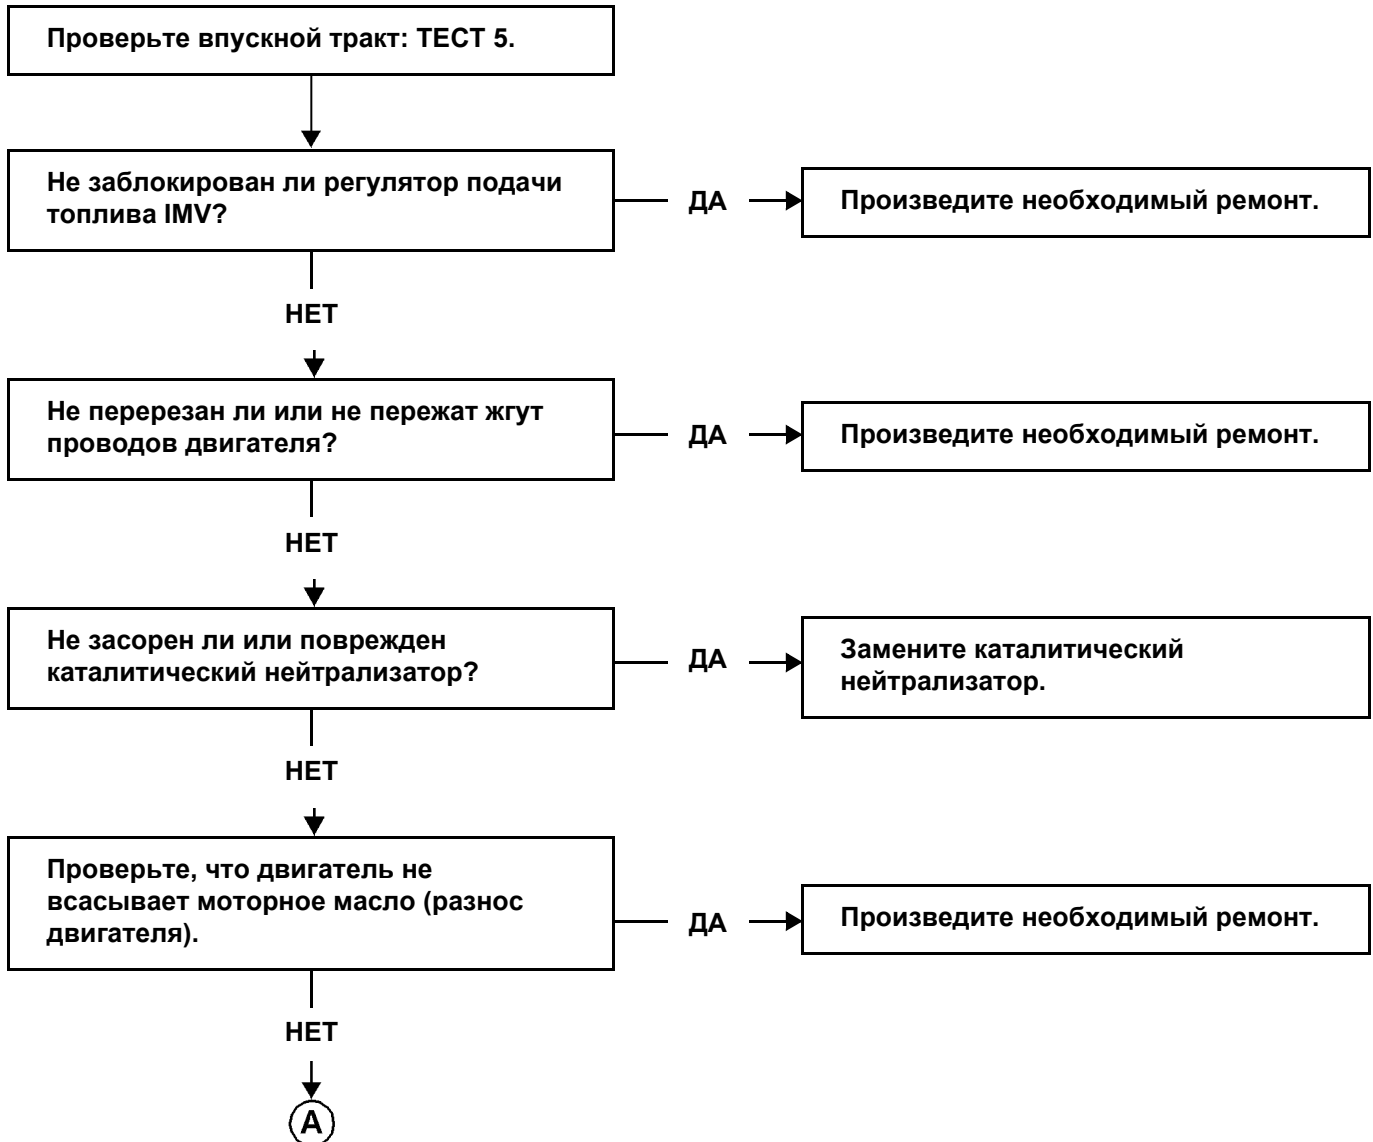 Проверьте впускной тракт: ТЕСТ 5.
Не заблокирован ли регулятор подачи
топлива IMV?
ДА
Произведите необходимый ремонт.
НЕТ
Не перерезан ли или не пережат жгут
проводов двигателя?
ДА
Произведите необходимый ремонт.
НЕТ
Не засорен ли или поврежден
каталитический нейтрализатор?
ДА
Замените каталитический
нейтрализатор.
НЕТ
Проверьте, что двигатель не
всасывает моторное масло (разнос
двигателя).
ДА
Произведите необходимый ремонт.
НЕТ
А